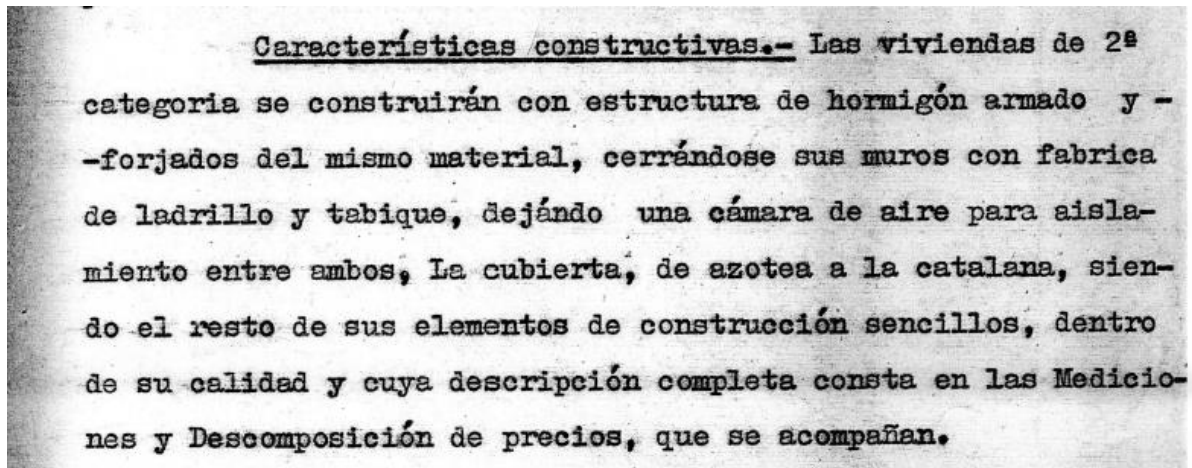 Características constructivas.- Las viviendas de 2ª
categoria se construirán con estructura de hormigón armado y -
-forjados del mismo material, cerrándose sus muros con fabrica
de ladrillo y tabique, dejándo una cámara de aire para aisla-
miento entre ambos, La cubierta, de azotea a la catalana, sien-
do el resto de sus elementos de construcción sencillos, dentro
de su calidad y cuya descripción completa consta en las Medicio-
nes y Descomposición de precios, que se acompañan.